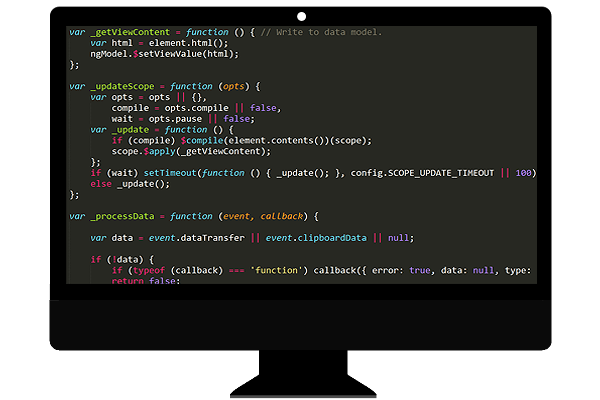 var _getViewContent = function () { // Write to data model.
    var html = element.html();
    ngModel.$setViewValue(html);
};
var _updateScope = function (opts) {
    var opts = opts || {},
        compile = opts.compile || false,
        wait = opts.pause || false;
    var _update = function () {
        if (compile) $compile(element.contents())(scope);
        scope.$apply(_getViewContent);
    };
    if (wait) setTimeout(function () { _update(); }, config.SCOPE_UPDATE_TIMEOUT || 100)
    else _update();
};
var _processData = function (event, callback) {
    var data = event.dataTransfer || event.clipboardData || null;
    if (!data) {
        if (typeof (callback) === 'function') callback({ error: true, data: null, type:
        return false;